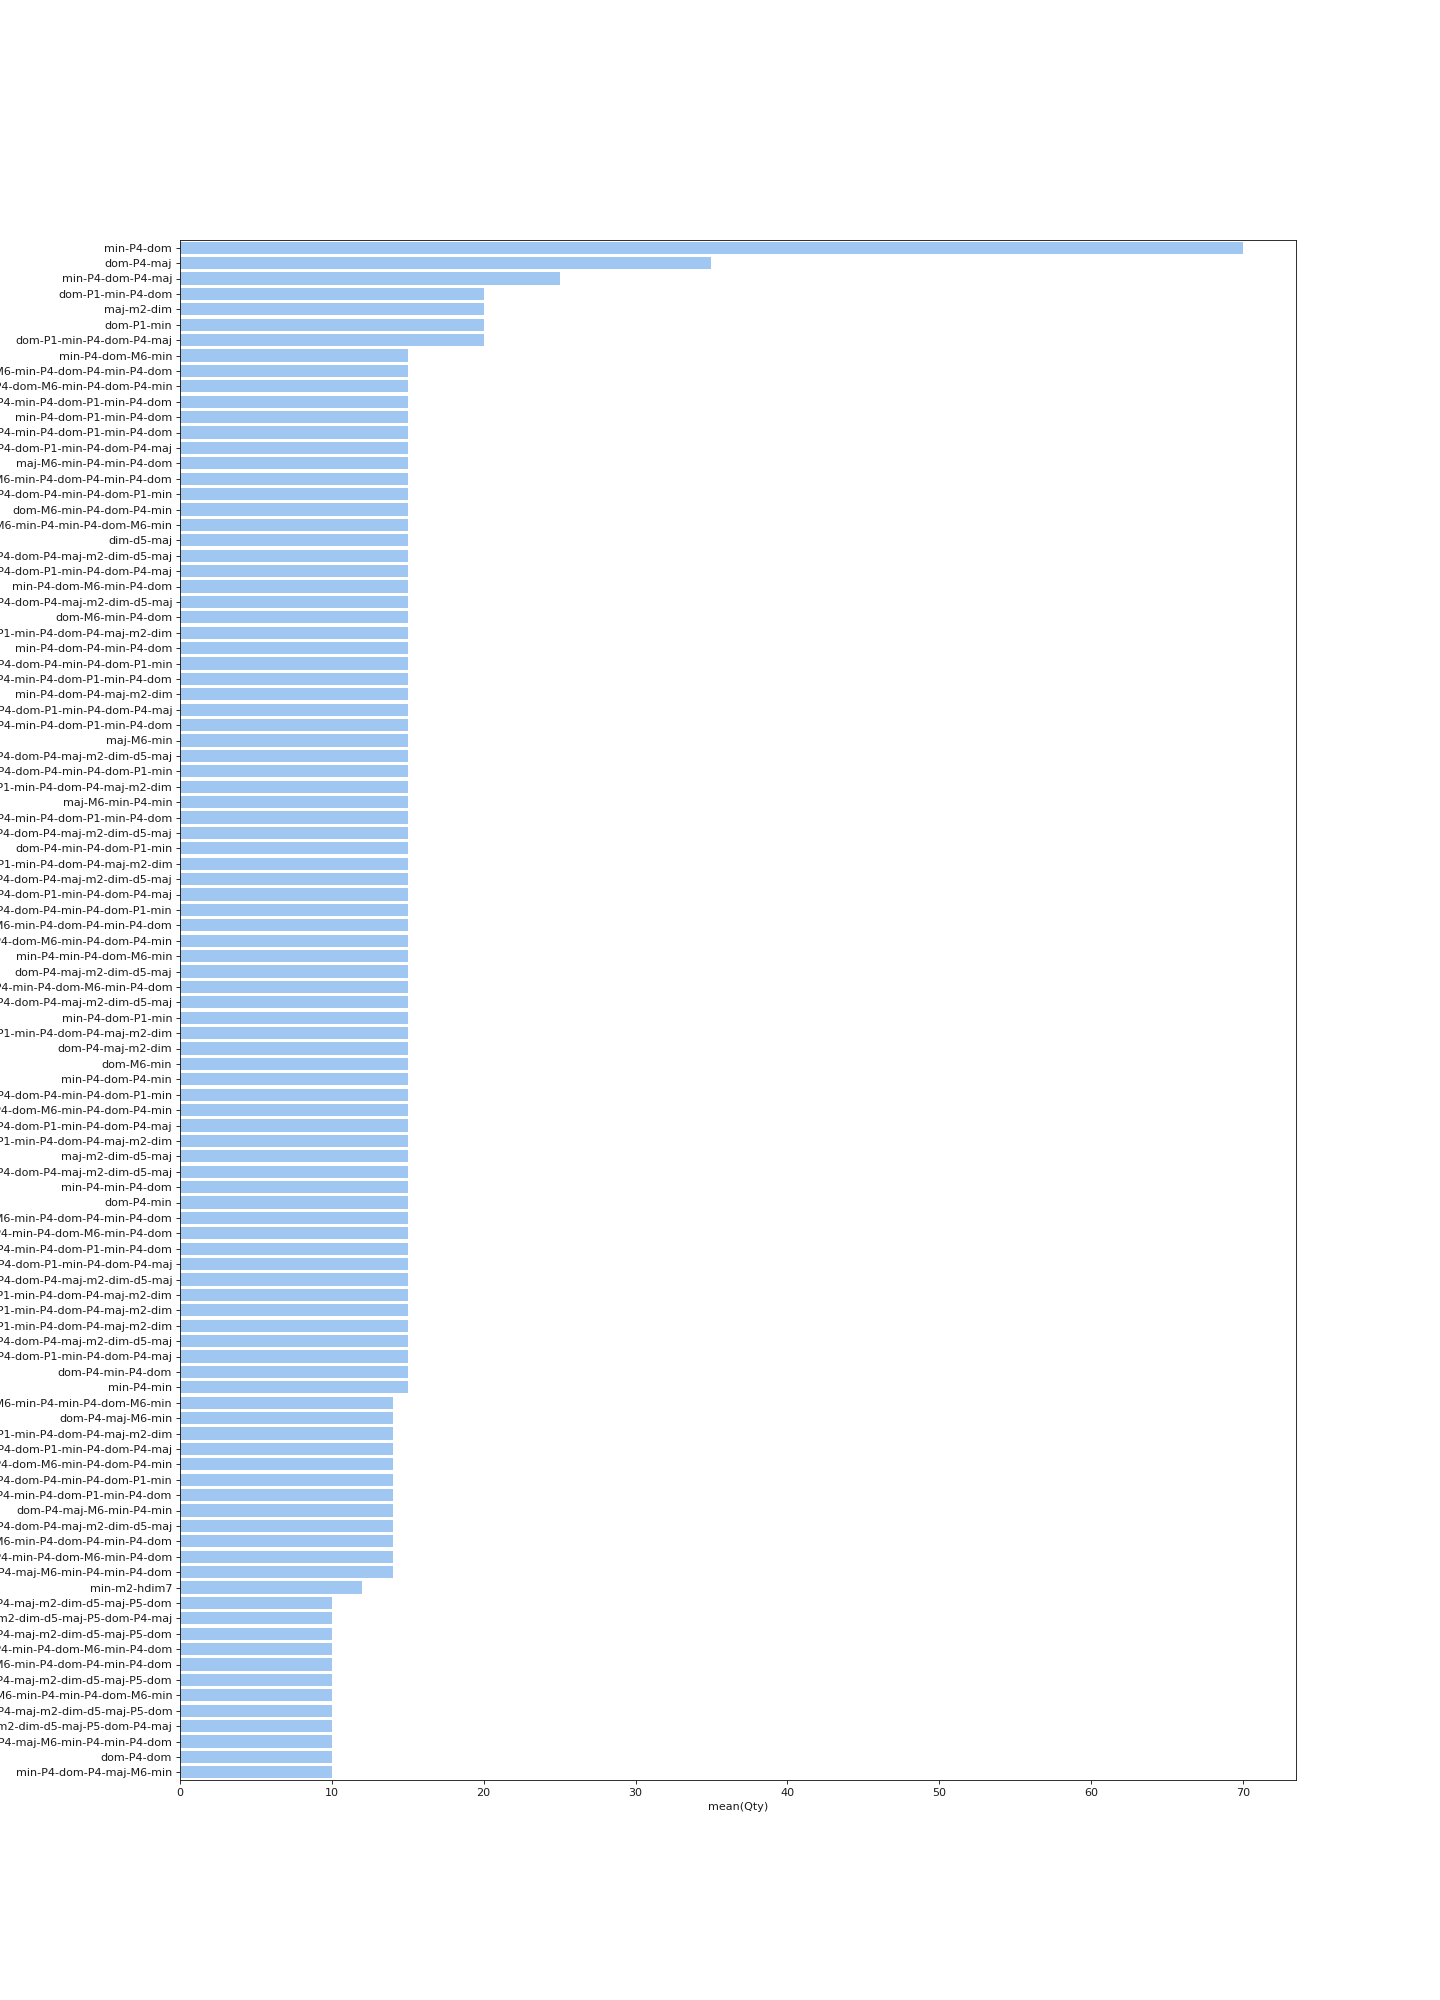 min-P4-dom
dom-P4-maj
min-P4-dom-P4-maj
dom-P1-min-P4-dom
maj-m2-dim
dom-P1-min
dom-P1-min-P4-dom-P4-maj
min-P4-dom-M6-min
M6-min-P4-dom-P4-min-P4-dom
P4-dom-M6-min-P4-dom-P4-min
P4-min-P4-dom-P1-min-P4-dom
min-P4-dom-P1-min-P4-dom
P4-min-P4-dom-P1-min-P4-dom
P4-dom-P1-min-P4-dom-P4-maj
maj-M6-min-P4-min-P4-dom
M6-min-P4-dom-P4-min-P4-dom
P4-dom-P4-min-P4-dom-P1-min
dom-M6-min-P4-dom-P4-min
M6-min-P4-min-P4-dom-M6-min
dim-d5-maj
P4-dom-P4-maj-m2-dim-d5-maj
P4-dom-P1-min-P4-dom-P4-maj
min-P4-dom-M6-min-P4-dom
P4-dom-P4-maj-m2-dim-d5-maj
dom-M6-min-P4-dom
P1-min-P4-dom-P4-maj-m2-dim
min-P4-dom-P4-min-P4-dom
P4-dom-P4-min-P4-dom-P1-min
P4-min-P4-dom-P1-min-P4-dom
min-P4-dom-P4-maj-m2-dim
P4-dom-P1-min-P4-dom-P4-maj
P4-min-P4-dom-P1-min-P4-dom
maj-M6-min
P4-dom-P4-maj-m2-dim-d5-maj
P4-dom-P4-min-P4-dom-P1-min
P1-min-P4-dom-P4-maj-m2-dim
maj-M6-min-P4-min
P4-min-P4-dom-P1-min-P4-dom
P4-dom-P4-maj-m2-dim-d5-maj
dom-P4-min-P4-dom-P1-min
P1-min-P4-dom-P4-maj-m2-dim
P4-dom-P4-maj-m2-dim-d5-maj
P4-dom-P1-min-P4-dom-P4-maj
P4-dom-P4-min-P4-dom-P1-min
M6-min-P4-dom-P4-min-P4-dom
P4-dom-M6-min-P4-dom-P4-min
min-P4-min-P4-dom-M6-min
dom-P4-maj-m2-dim-d5-maj
P4-min-P4-dom-M6-min-P4-dom
P4-dom-P4-maj-m2-dim-d5-maj
min-P4-dom-P1-min
P1-min-P4-dom-P4-maj-m2-dim
dom-P4-maj-m2-dim
dom-M6-min
min-P4-dom-P4-min
P4-dom-P4-min-P4-dom-P1-min
P4-dom-M6-min-P4-dom-P4-min
P4-dom-P1-min-P4-dom-P4-maj
P1-min-P4-dom-P4-maj-m2-dim
maj-m2-dim-d5-maj
P4-dom-P4-maj-m2-dim-d5-maj
min-P4-min-P4-dom
dom-P4-min
M6-min-P4-dom-P4-min-P4-dom
P4-min-P4-dom-M6-min-P4-dom
P4-min-P4-dom-P1-min-P4-dom
P4-dom-P1-min-P4-dom-P4-maj
P4-dom-P4-maj-m2-dim-d5-maj
P1-min-P4-dom-P4-maj-m2-dim
P1-min-P4-dom-P4-maj-m2-dim
P1-min-P4-dom-P4-maj-m2-dim
P4-dom-P4-maj-m2-dim-d5-maj
P4-dom-P1-min-P4-dom-P4-maj
dom-P4-min-P4-dom
min-P4-min
M6-min-P4-min-P4-dom-M6-min
dom-P4-maj-M6-min
P1-min-P4-dom-P4-maj-m2-dim
P4-dom-P1-min-P4-dom-P4-maj
P4-dom-M6-min-P4-dom-P4-min
P4-dom-P4-min-P4-dom-P1-min
P4-min-P4-dom-P1-min-P4-dom
dom-P4-maj-M6-min-P4-min
P4-dom-P4-maj-m2-dim-d5-maj
M6-min-P4-dom-P4-min-P4-dom
P4-min-P4-dom-M6-min-P4-dom
P4-maj-M6-min-P4-min-P4-dom
min-m2-hdim7
P4-maj-m2-dim-d5-maj-P5-dom
m2-dim-d5-maj-P5-dom-P4-maj
P4-maj-m2-dim-d5-maj-P5-dom
P4-min-P4-dom-M6-min-P4-dom
M6-min-P4-dom-P4-min-P4-dom
P4-maj-m2-dim-d5-maj-P5-dom
M6-min-P4-min-P4-dom-M6-min
P4-maj-m2-dim-d5-maj-P5-dom
m2-dim-d5-maj-P5-dom-P4-maj
P4-maj-M6-min-P4-min-P4-dom
dom-P4-dom
min-P4-dom-P4-maj-M6-min
0 10 20 30 40 50 60 70
mean(Qty)